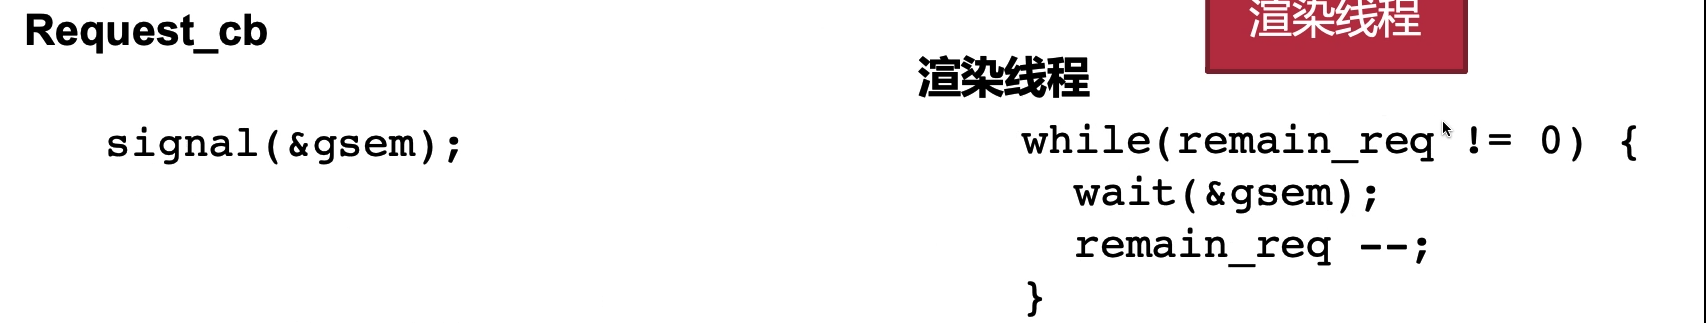 渲染线程
Request_cb
signal(&gsem);
渲染线程
while(remain_req != 0) {
wait(&gsem);
remain_req --;
}